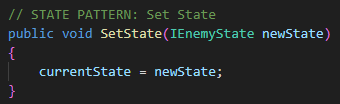 // STATE PATTERN: Set State
public void SetState(IEnemyState newState)
{
    currentState = newState;
}